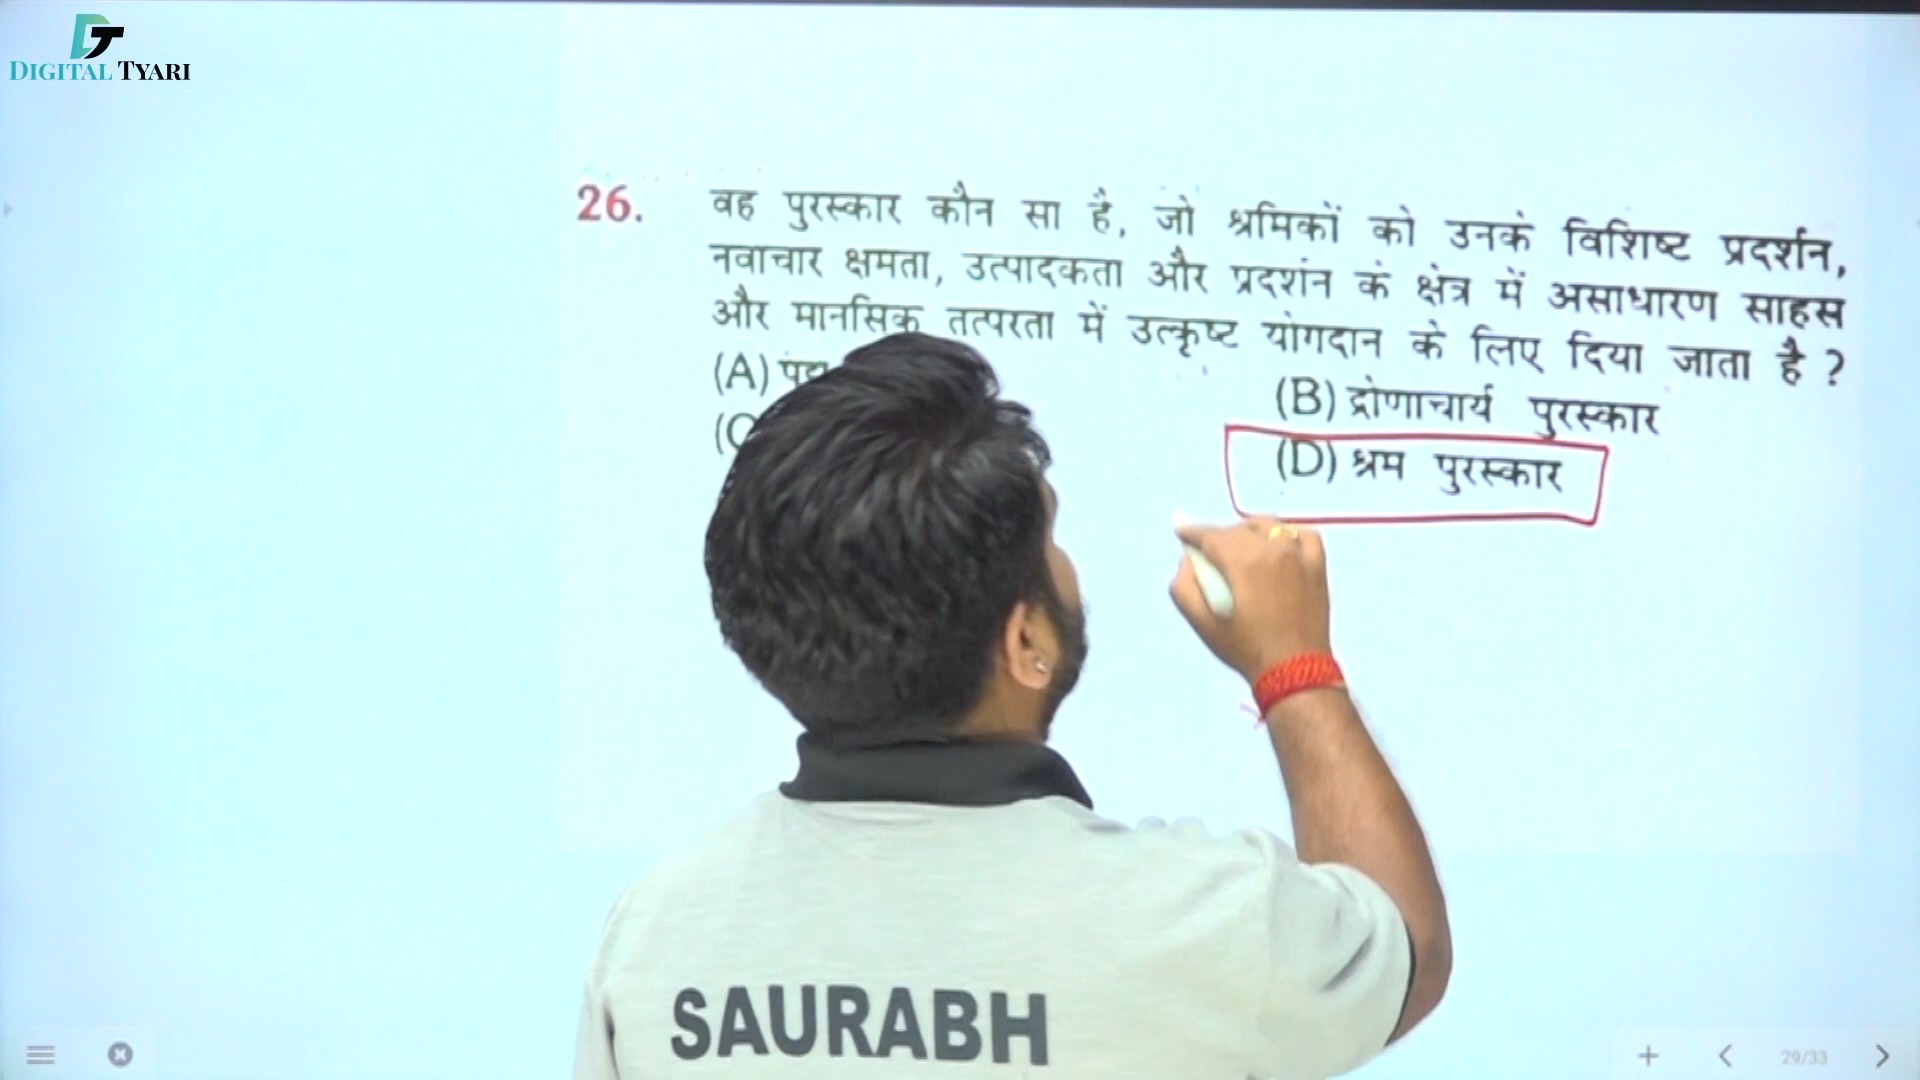 DT
DIGITAL TYARI
26. वह पुरस्कार कौन सा है, जो श्रमिकों को उनके विशिष्ट प्रदर्शन,
नवाचार क्षमता, उत्पादकता और प्रदर्शन के क्षेत्र में असाधारण साहस
और मानसिक तत्परता में उत्कृष्ट योगदान के लिए दिया जाता है ?
(A)
(B) द्रोणाचार्य पुरस्कार
(D) श्रम पुरस्कार
SAURABH
29/33